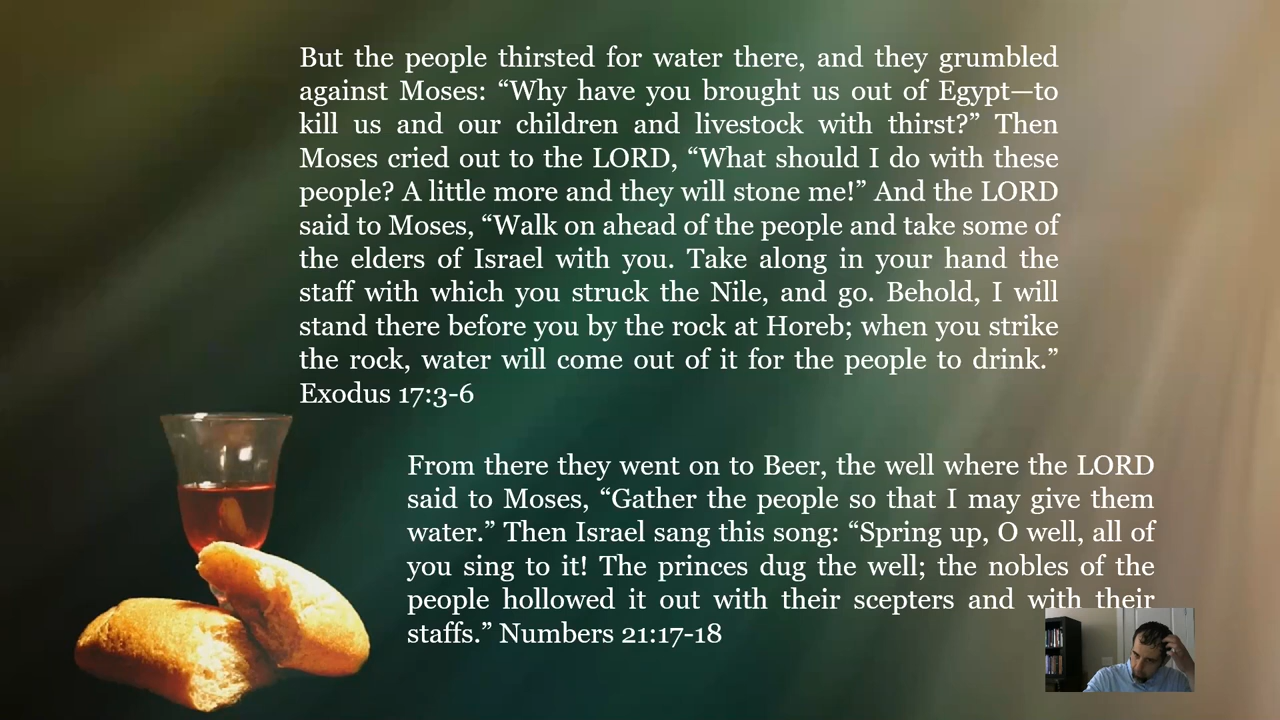 But the people thirsted for water there, and they grumbled
against Moses: “Why have you brought us out of Egypt—to
kill us and our children and livestock with thirst?” Then
Moses cried out to the LORD, “What should I do with these
people? A little more and they will stone me!” And the LORD
said to Moses, “Walk on ahead of the people and take some of
the elders of Israel with you. Take along in your hand the
staff with which you struck the Nile, and go. Behold, I will
stand there before you by the rock at Horeb; when you strike
the rock, water will come out of it for the people to drink.”
Exodus 17:3-6
From there they went on to Beer, the well where the LORD
said to Moses, “Gather the people so that I may give them
water.” Then Israel sang this song: “Spring up, O well, all of
you sing to it! The princes dug the well; the nobles of the
people hollowed it out with their scepters and with their
staffs.” Numbers 21:17-18